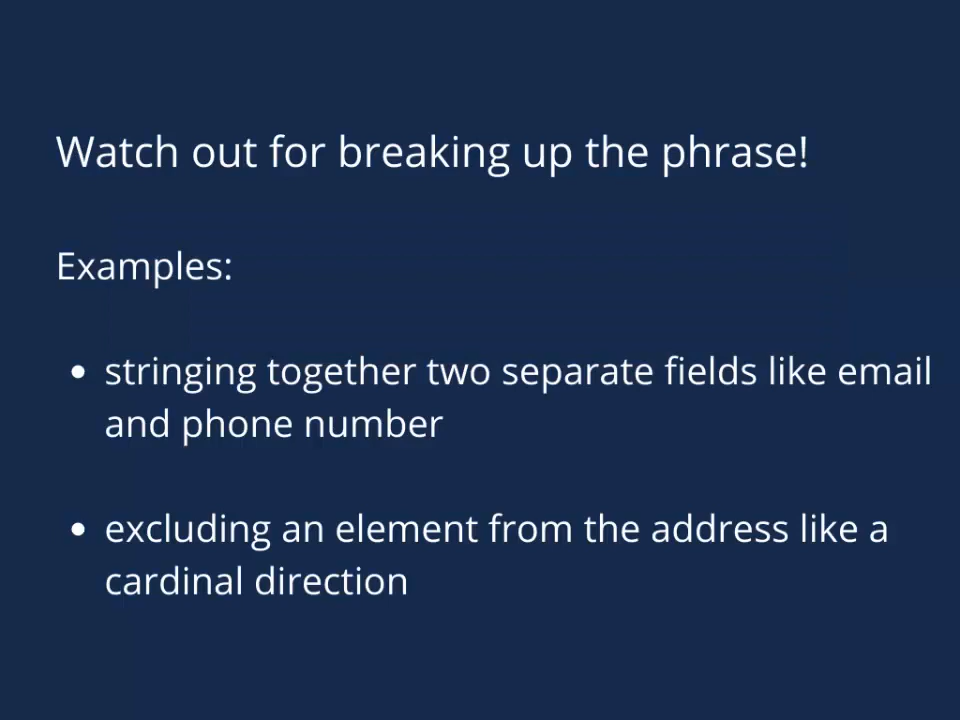 Watch out for breaking up the phrase!
Examples:
• stringing together two separate fields like email
and phone number
• excluding an element from the address like a
cardinal direction